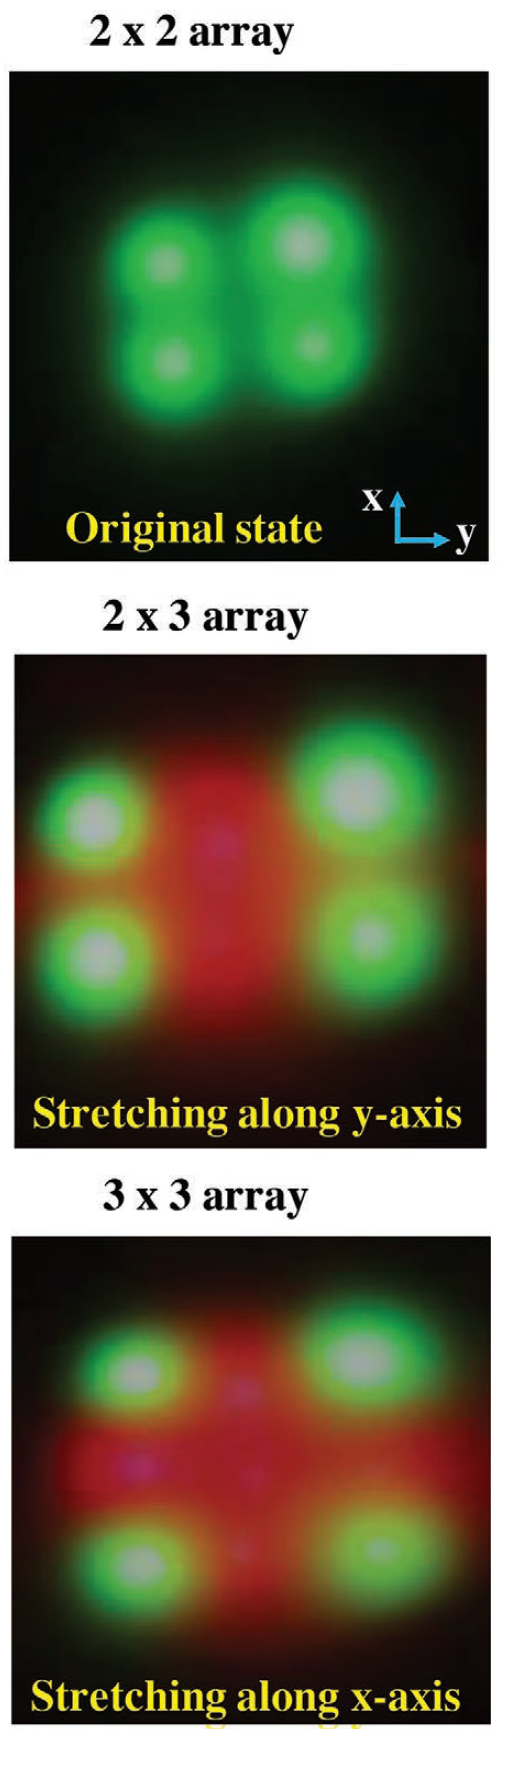 2 x 2 array
x
y
Original state
2 x 3 array
Stretching along y-axis
3 x 3 array
Stretching along x-axis